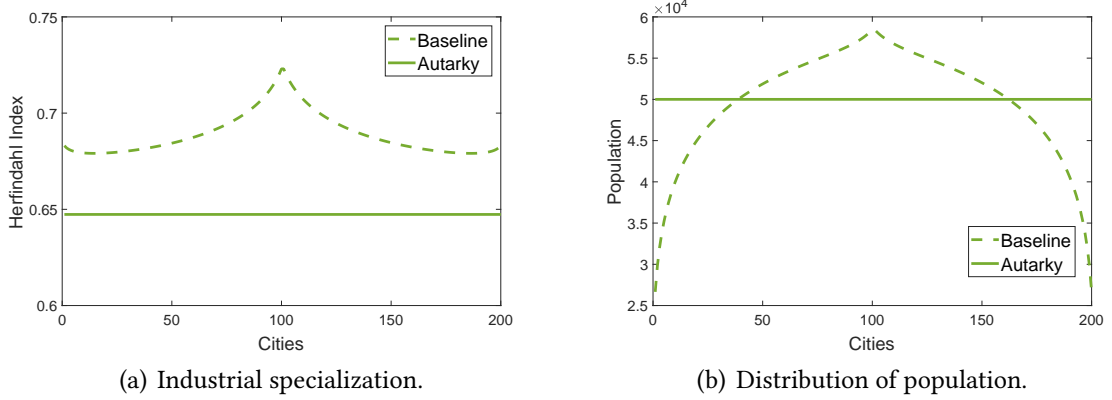 0.75
0.7
0.65
0.6
Herfindahl Index
Baseline
Autarky
0 50 100 150 200
Cities
(a) Industrial specialization.
×10⁴
6
5.5
5
4.5
4
3.5
3
2.5
Population
Baseline
Autarky
0 50 100 150 200
Cities
(b) Distribution of population.